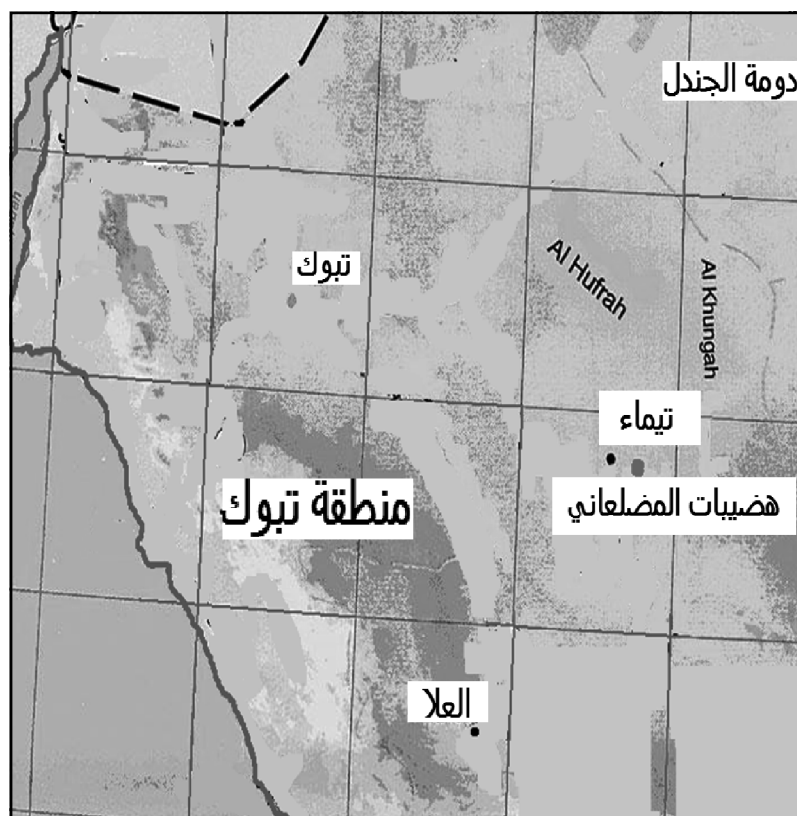 دومة الجندل
تبوك
Al Hufrah
Al Khungah
تيماء
هضيبات المضلعاني
منطقة تبوك
العلا